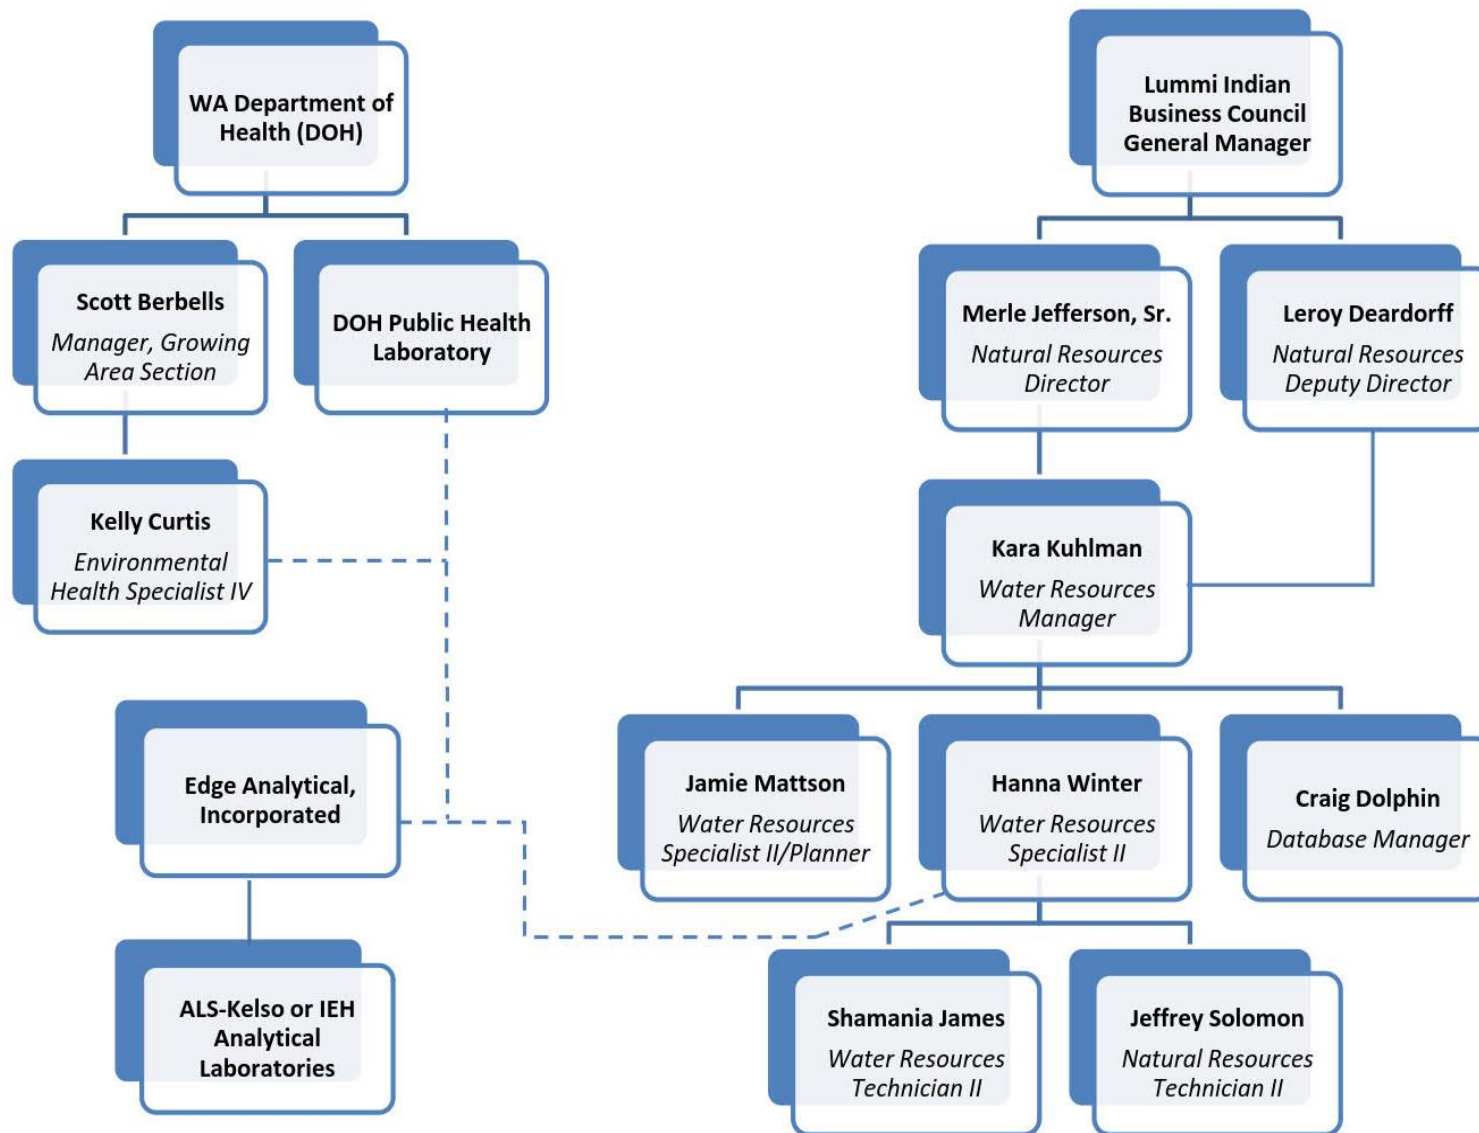 WA Department of
Health (DOH)
Scott Berbells
Manager, Growing
Area Section
DOH Public Health
Laboratory
Kelly Curtis
Environmental
Health Specialist IV
Edge Analytical,
Incorporated
ALS-Kelso or IEH
Analytical
Laboratories
Lummi Indian
Business Council
General Manager
Merle Jefferson, Sr.
Natural Resources
Director
Leroy Deardorff
Natural Resources
Deputy Director
Kara Kuhlman
Water Resources
Manager
Jamie Mattson
Water Resources
Specialist II/Planner
Hanna Winter
Water Resources
Specialist II
Craig Dolphin
Database Manager
Shamania James
Water Resources
Technician II
Jeffrey Solomon
Natural Resources
Technician II